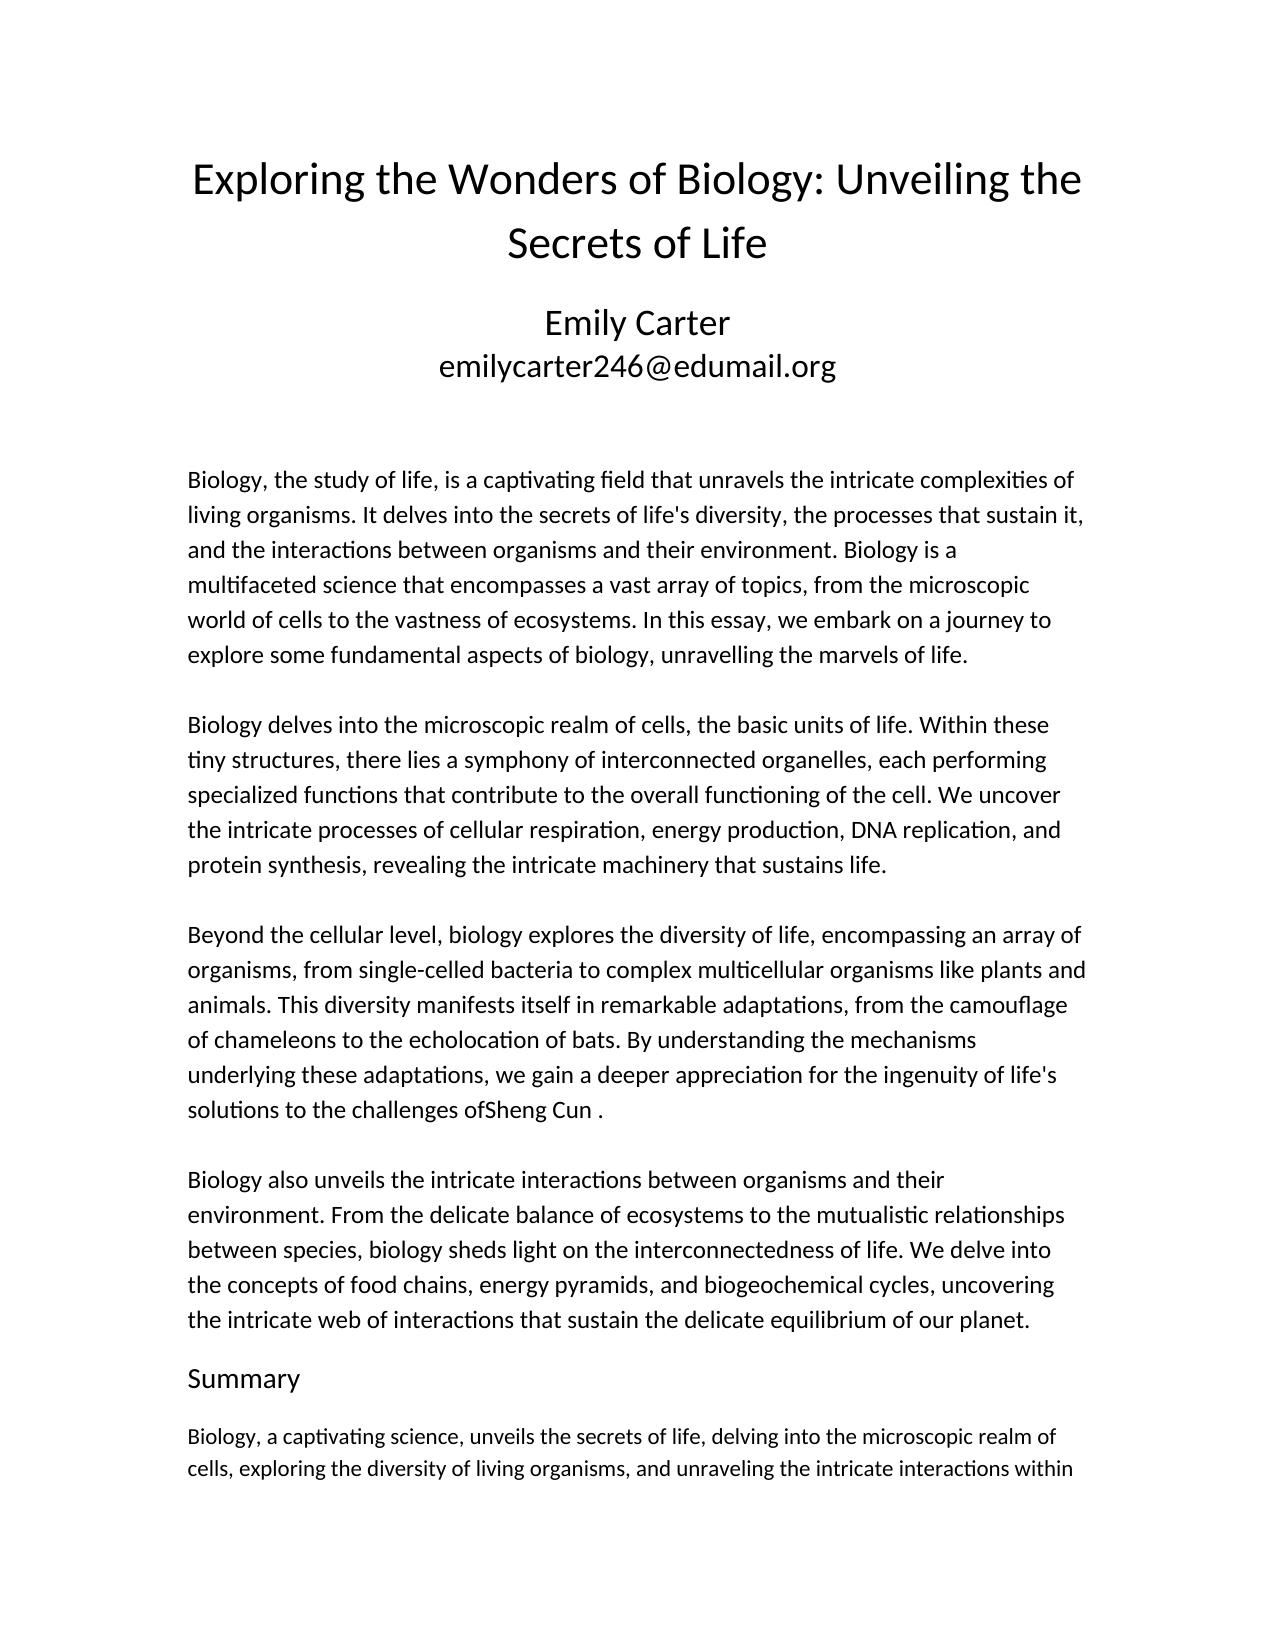 Exploring the Wonders of Biology: Unveiling the
Secrets of Life
Emily Carter
emilycarter246@edumail.org
Biology, the study of life, is a captivating field that unravels the intricate complexities of
living organisms. It delves into the secrets of life's diversity, the processes that sustain it,
and the interactions between organisms and their environment. Biology is a
multifaceted science that encompasses a vast array of topics, from the microscopic
world of cells to the vastness of ecosystems. In this essay, we embark on a journey to
explore some fundamental aspects of biology, unravelling the marvels of life.
Biology delves into the microscopic realm of cells, the basic units of life. Within these
tiny structures, there lies a symphony of interconnected organelles, each performing
specialized functions that contribute to the overall functioning of the cell. We uncover
the intricate processes of cellular respiration, energy production, DNA replication, and
protein synthesis, revealing the intricate machinery that sustains life.
Beyond the cellular level, biology explores the diversity of life, encompassing an array of
organisms, from single-celled bacteria to complex multicellular organisms like plants and
animals. This diversity manifests itself in remarkable adaptations, from the camouflage
of chameleons to the echolocation of bats. By understanding the mechanisms
underlying these adaptations, we gain a deeper appreciation for the ingenuity of life's
solutions to the challenges ofSheng Cun .
Biology also unveils the intricate interactions between organisms and their
environment. From the delicate balance of ecosystems to the mutualistic relationships
between species, biology sheds light on the interconnectedness of life. We delve into
the concepts of food chains, energy pyramids, and biogeochemical cycles, uncovering
the intricate web of interactions that sustain the delicate equilibrium of our planet.
Summary
Biology, a captivating science, unveils the secrets of life, delving into the microscopic realm of
cells, exploring the diversity of living organisms, and unraveling the intricate interactions within